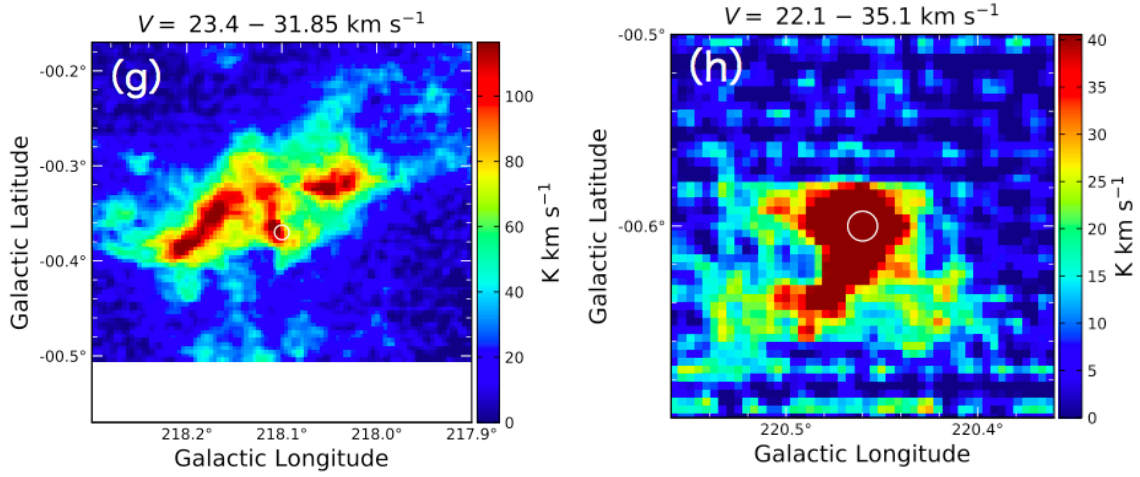 V = 23.4 − 31.85 km s⁻¹
(g)
-00.2°
-00.3°
-00.4°
-00.5°
Galactic Latitude
218.2°
218.1°
218.0°
217.9°
Galactic Longitude
100
80
60
40
20
0
K km s⁻¹
V = 22.1 − 35.1 km s⁻¹
(h)
-00.5°
-00.6°
Galactic Latitude
220.5°
220.4°
Galactic Longitude
40
35
30
25
20
15
10
5
0
K km s⁻¹